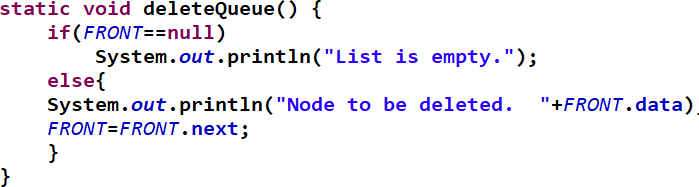 static void deleteQueue() {
if(FRONT==null)
System.out.println("List is empty.");
else{
System.out.println("Node to be deleted.  "+FRONT.data)
FRONT=FRONT.next;
}
}